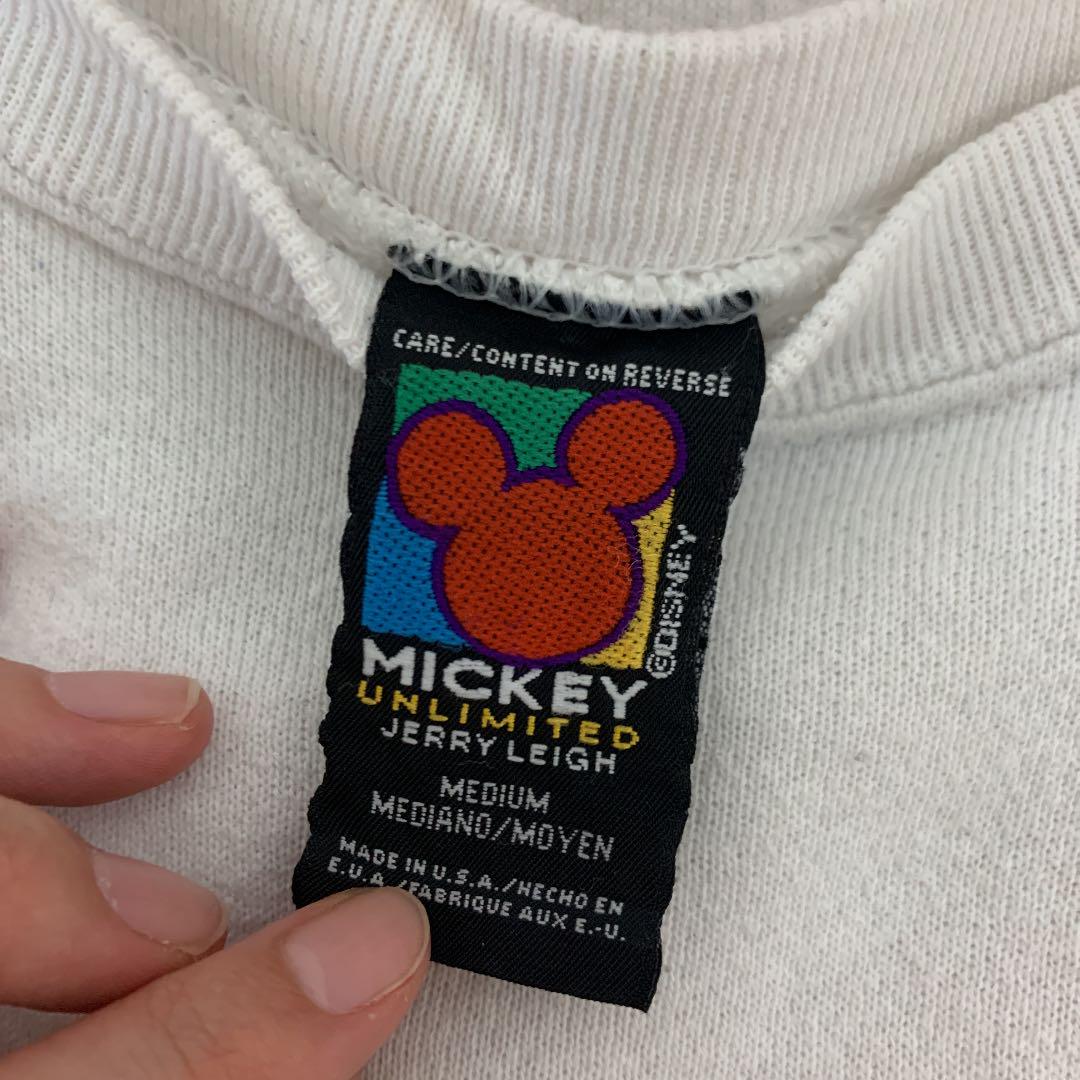 CARE/CONTENT ON REVERSE
©DISNEY
MICKEY
UNLIMITED
JERRY LEIGH
MEDIUM
MEDIANO/MOYEN
MADE IN U.S.A./HECHO EN
E.U.A./FABRIQUE AUX E.-U.